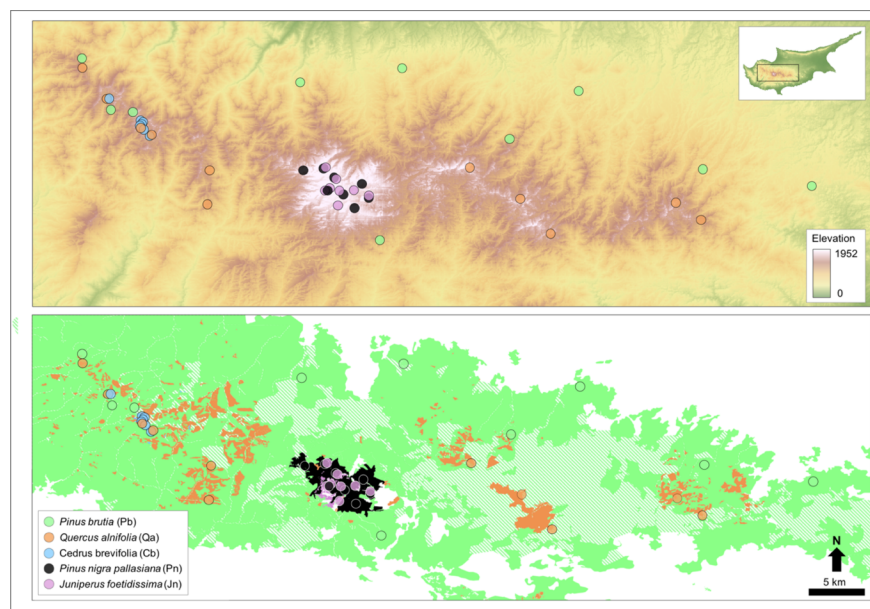 Elevation
1952
0
Pinus brutia (Pb)
Quercus alnifolia (Qa)
Cedrus brevifolia (Cb)
Pinus nigra pallasiana (Pn)
Juniperus foetidissima (Jn)
N
5 km